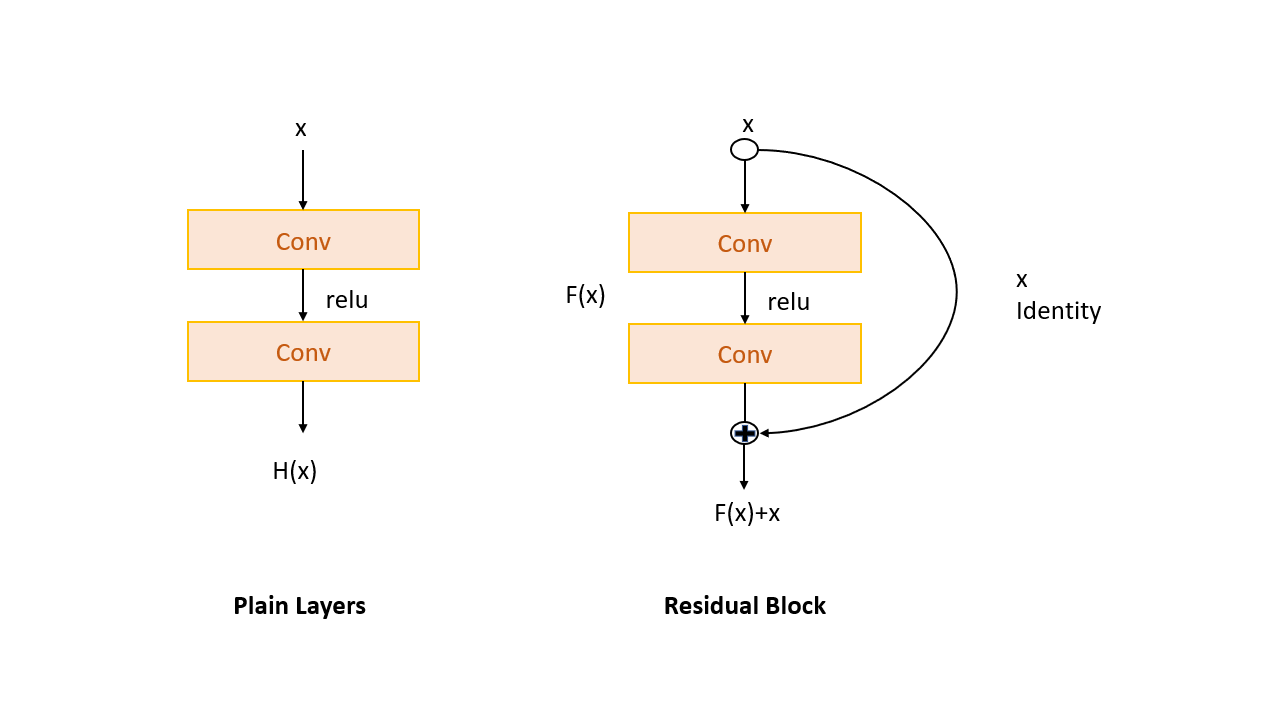 x
Conv
relu
Conv
H(x)
Plain Layers
x
Conv
F(x)
relu
Conv
F(x)+x
x
Identity
Residual Block